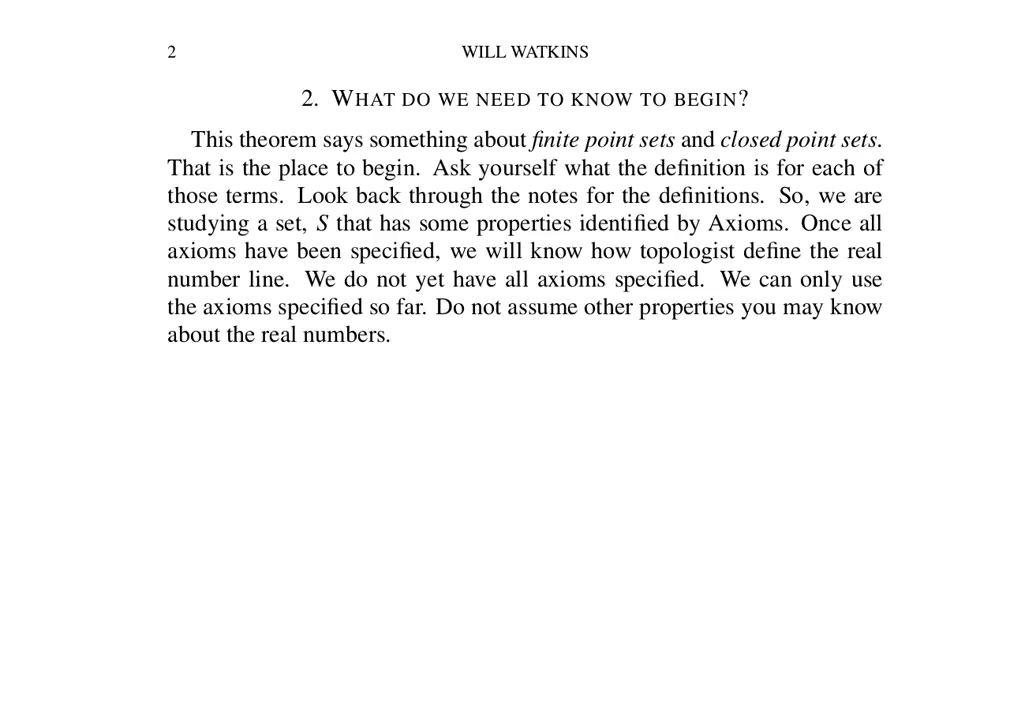 2 WILL WATKINS
2. WHAT DO WE NEED TO KNOW TO BEGIN?
This theorem says something about finite point sets and closed point sets.
That is the place to begin. Ask yourself what the definition is for each of
those terms. Look back through the notes for the definitions. So, we are
studying a set, S that has some properties identified by Axioms. Once all
axioms have been specified, we will know how topologist define the real
number line. We do not yet have all axioms specified. We can only use
the axioms specified so far. Do not assume other properties you may know
about the real numbers.